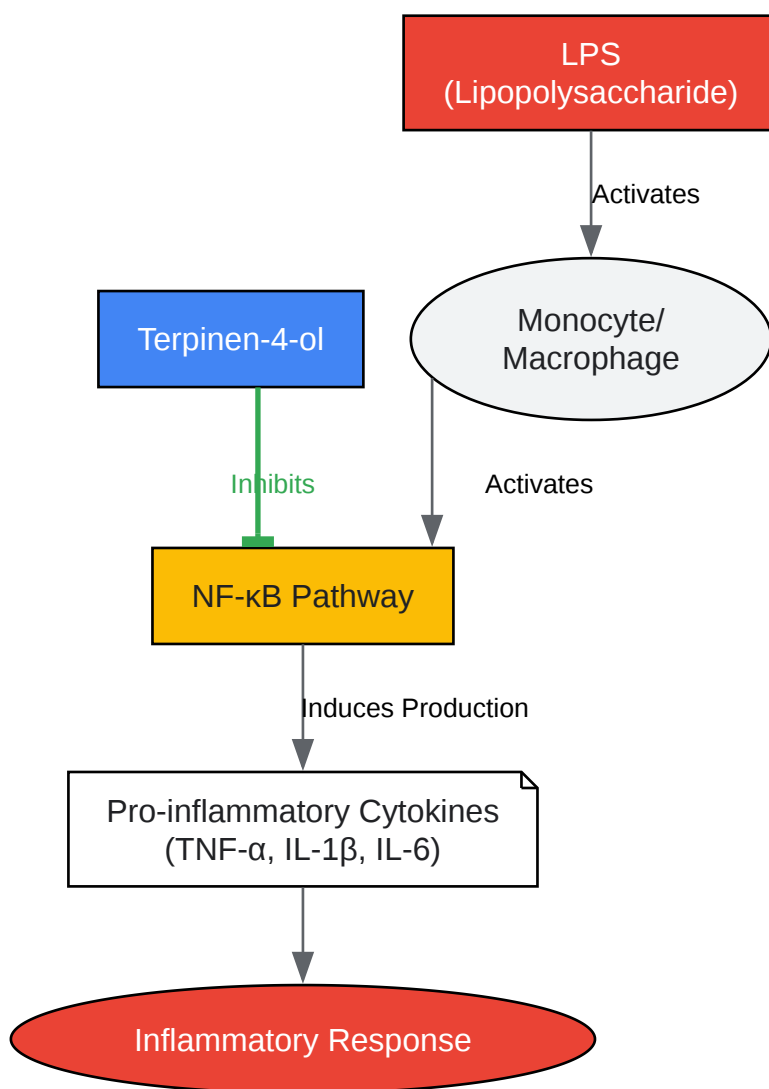 LPS
(Lipopolysaccharide)
Activates
Terpinen-4-ol
Monocyte/
Macrophage
Inhibits
Activates
NF-κB Pathway
Induces Production
Pro-inflammatory Cytokines
(TNF-α, IL-1β, IL-6)
Inflammatory Response